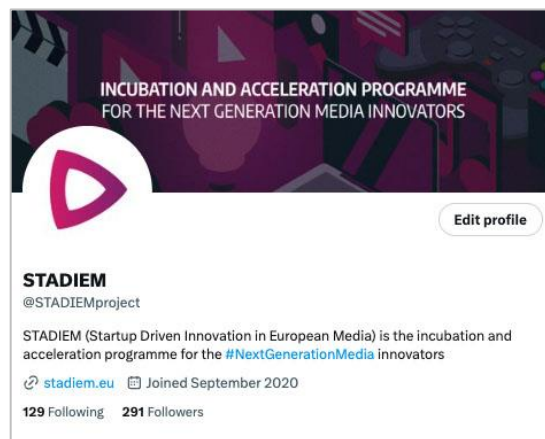 INCUBATION AND ACCELERATION PROGRAMME
FOR THE NEXT GENERATION MEDIA INNOVATORS
Edit profile
STADIEM
@STADIEMproject
STADIEM (Startup Driven Innovation in European Media) is the incubation and
acceleration programme for the #NextGenerationMedia innovators
stadiem.eu Joined September 2020
129 Following 291 Followers